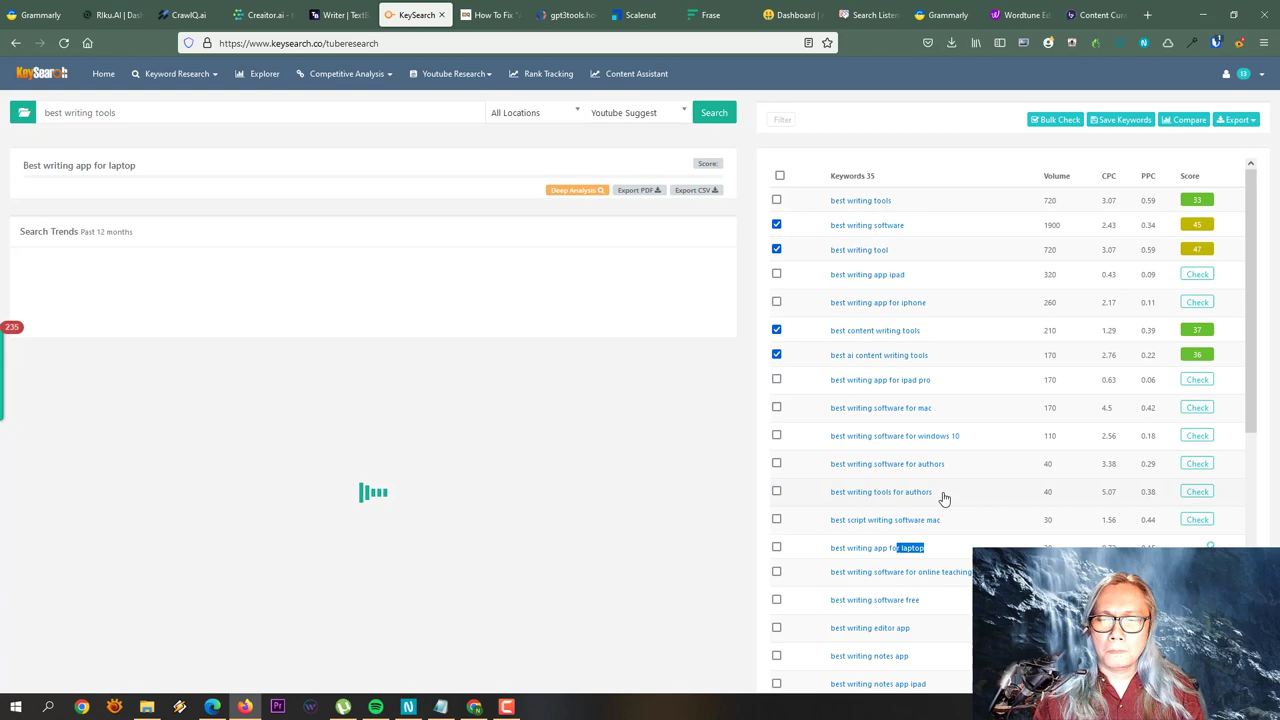 Grammarly
Rlku.AI | Dashbo
CrawlQ.ai
Creaitor.ai
Writer | TextB
KeySearch
How To Fix "A
gpt3tools.ho
Scalenut
Frase
Dashboard |
Search Listen
Grammarly
Wordtune Ed
Content Cura
https://www.keysearch.co/tuberesearch
KeySearch
Home
Keyword Research
Explorer
Competitive Analysis
Youtube Research
Rank Tracking
Content Assistant
13
best writing tools
All Locations
Youtube Suggest
Search
Filter
Bulk Check
Save Keywords
Compare
Export
Best writing app for laptop
Score:
Deep Analysis
Export PDF
Export CSV
Search Trends Past 12 months
235
Keywords 35 Volume CPC PPC Score
best writing tools 720 3.07 0.59 33
best writing software 1900 2.43 0.34 45
best writing tool 720 3.07 0.59 47
best writing app ipad 320 0.43 0.09 Check
best writing app for iphone 260 2.17 0.11 Check
best content writing tools 210 1.29 0.39 37
best ai content writing tools 170 2.76 0.22 36
best writing app for ipad pro 170 0.63 0.06 Check
best writing software for mac 170 4.5 0.42 Check
best writing software for windows 10 110 2.56 0.18 Check
best writing software for authors 40 3.38 0.29 Check
best writing tools for authors 40 5.07 0.38 Check
best script writing software mac 30 1.56 0.44 Check
best writing app for laptop
best writing software for online teaching
best writing software free
best writing editor app
best writing notes app
best writing notes app ipad